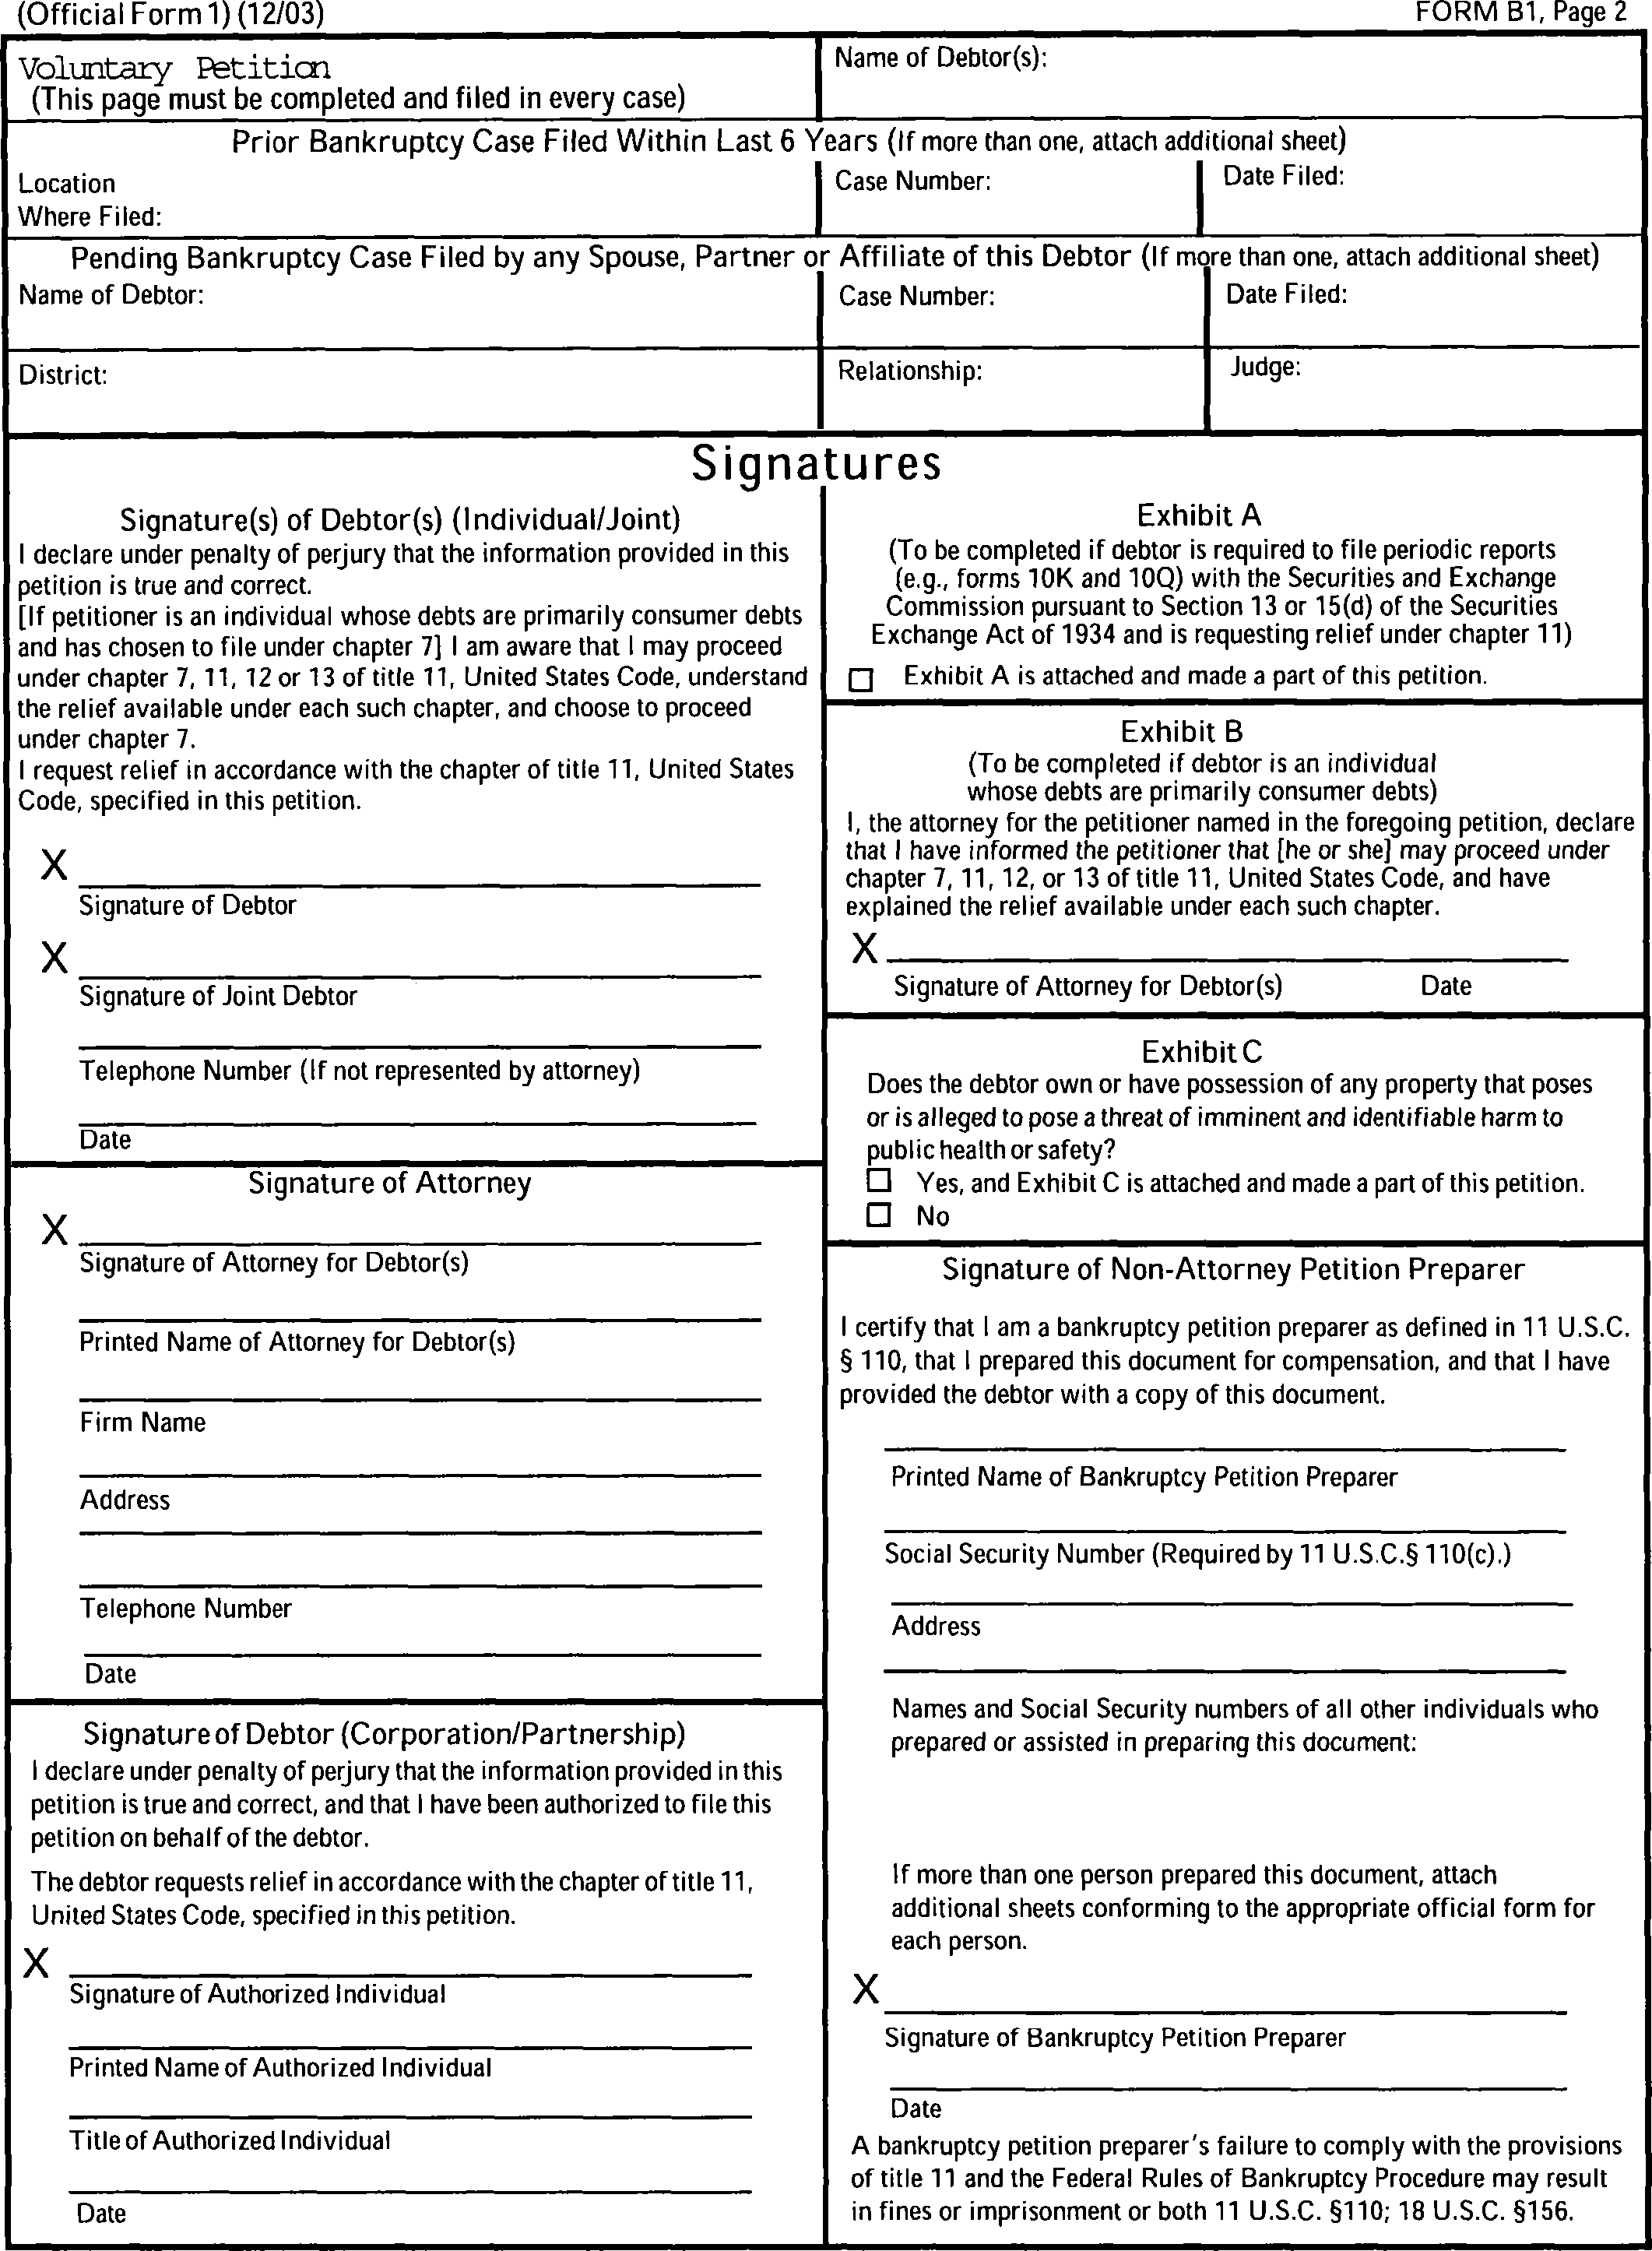 (Official Form 1) (12/03)
FORM B1, Page 2
Voluntary Petition
(This page must be completed and filed in every case)
Name of Debtor(s):
Prior Bankruptcy Case Filed Within Last 6 Years (If more than one, attach additional sheet)
Location
Where Filed:
Case Number:
Date Filed:
Pending Bankruptcy Case Filed by any Spouse, Partner or Affiliate of this Debtor (If more than one, attach additional sheet)
Name of Debtor:
Case Number:
Date Filed:
District:
Relationship:
Judge:
Signatures
Signature(s) of Debtor(s) (Individual/Joint)
I declare under penalty of perjury that the information provided in this
petition is true and correct.
[If petitioner is an individual whose debts are primarily consumer debts
and has chosen to file under chapter 7] I am aware that I may proceed
under chapter 7, 11, 12 or 13 of title 11, United States Code, understand
the relief available under each such chapter, and choose to proceed
under chapter 7.
I request relief in accordance with the chapter of title 11, United States
Code, specified in this petition.
X
Signature of Debtor
X
Signature of Joint Debtor
Telephone Number (If not represented by attorney)
Date
Signature of Attorney
X
Signature of Attorney for Debtor(s)
Printed Name of Attorney for Debtor(s)
Firm Name
Address
Telephone Number
Date
Signature of Debtor (Corporation/Partnership)
I declare under penalty of perjury that the information provided in this
petition is true and correct, and that I have been authorized to file this
petition on behalf of the debtor.
The debtor requests relief in accordance with the chapter of title 11,
United States Code, specified in this petition.
X
Signature of Authorized Individual
Printed Name of Authorized Individual
Title of Authorized Individual
Date
Exhibit A
(To be completed if debtor is required to file periodic reports
(e.g., forms 10K and 10Q) with the Securities and Exchange
Commission pursuant to Section 13 or 15(d) of the Securities
Exchange Act of 1934 and is requesting relief under chapter 11)
☐ Exhibit A is attached and made a part of this petition.
Exhibit B
(To be completed if debtor is an individual
whose debts are primarily consumer debts)
I, the attorney for the petitioner named in the foregoing petition, declare
that I have informed the petitioner that [he or she] may proceed under
chapter 7, 11, 12, or 13 of title 11, United States Code, and have
explained the relief available under each such chapter.
X
Signature of Attorney for Debtor(s) Date
Exhibit C
Does the debtor own or have possession of any property that poses
or is alleged to pose a threat of imminent and identifiable harm to
public health or safety?
☐ Yes, and Exhibit C is attached and made a part of this petition.
☐ No
Signature of Non-Attorney Petition Preparer
I certify that I am a bankruptcy petition preparer as defined in 11 U.S.C.
§ 110, that I prepared this document for compensation, and that I have
provided the debtor with a copy of this document.
Printed Name of Bankruptcy Petition Preparer
Social Security Number (Required by 11 U.S.C.§ 110(c).)
Address
Names and Social Security numbers of all other individuals who
prepared or assisted in preparing this document:
If more than one person prepared this document, attach
additional sheets conforming to the appropriate official form for
each person.
X
Signature of Bankruptcy Petition Preparer
Date
A bankruptcy petition preparer's failure to comply with the provisions
of title 11 and the Federal Rules of Bankruptcy Procedure may result
in fines or imprisonment or both 11 U.S.C. §110; 18 U.S.C. §156.